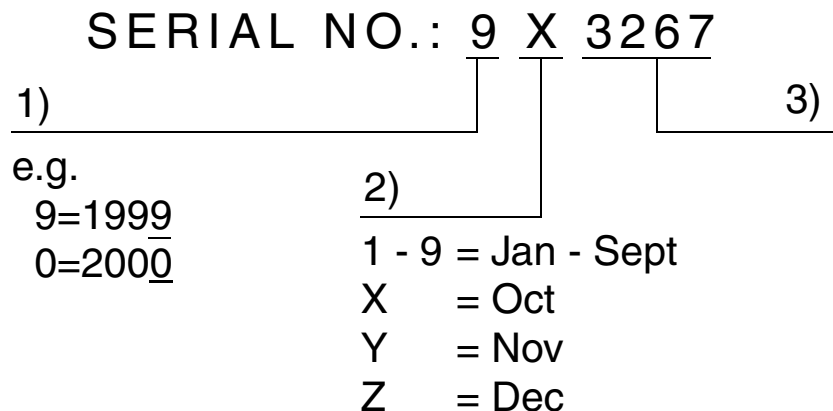 SERIAL NO.: 9 X 3267
1)
3)
e.g.
9=1999
0=2000
2)
1 - 9 = Jan - Sept
X = Oct
Y = Nov
Z = Dec